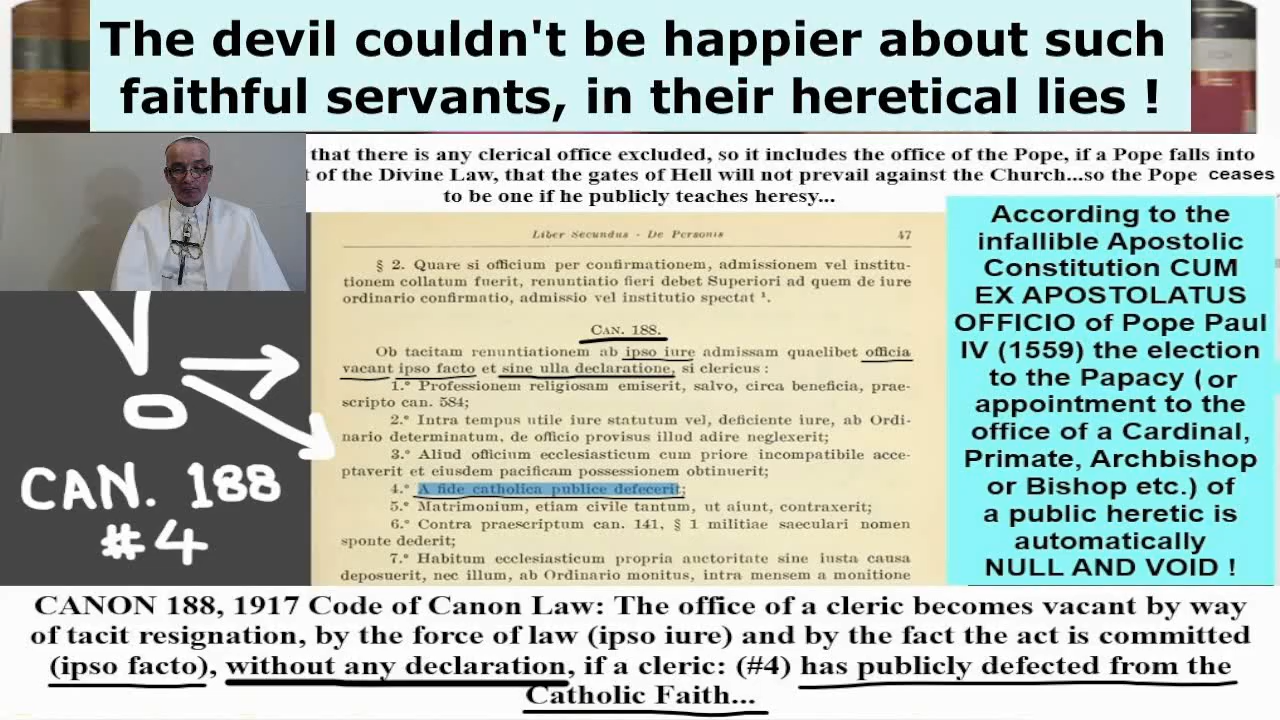 The devil couldn't be happier about such
faithful servants, in their heretical lies !
that there is any clerical office excluded, so it includes the office of the Pope, if a Pope falls into
of the Divine Law, that the gates of Hell will not prevail against the Church...so the Pope ceases
to be one if he publicly teaches heresy...
Liber Secundus - De Personis 47
§ 2. Quare si officium per confirmationem, admissionem vel institu-
tionem collatum fuerit, renuntiatio fieri debet Superiori ad quem de iure
ordinario confirmatio, admissio vel institutio spectat ¹.
CAN. 188.
Ob tacitam renuntiationem ab ipso iure admissam quaelibet officia
vacant ipso facto et sine ulla declaratione, si clericus :
1.° Professionem religiosam emiserit, salvo, circa beneficia, prae-
scripto can. 584;
2.° Intra tempus utile iure statutum vel, deficiente iure, ab Ordi-
nario determinatum, de officio provisus illud adire neglexerit;
3.° Aliud officium ecclesiasticum cum priore incompatibile acce-
ptaverit et eiusdem pacificam possessionem obtinuerit;
4.° A fide catholica publice defecerit;
5.° Matrimonium, etiam civile tantum, ut aiunt, contraxerit;
6.° Contra praescriptum can. 141, § 1 militiae saeculari nomen
sponte dederit;
7.° Habitum ecclesiasticum propria auctoritate sine iusta causa
deposuerit, nec illum, ab Ordinario monitus, intra mensem a monitione
CAN. 188
#4
According to the
infallible Apostolic
Constitution CUM
EX APOSTOLATUS
OFFICIO of Pope Paul
IV (1559) the election
to the Papacy (or
appointment to the
office of a Cardinal,
Primate, Archbishop
or Bishop etc.) of
a public heretic is
automatically
NULL AND VOID !
CANON 188, 1917 Code of Canon Law: The office of a cleric becomes vacant by way
of tacit resignation, by the force of law (ipso iure) and by the fact the act is committed
(ipso facto), without any declaration, if a cleric: (#4) has publicly defected from the
Catholic Faith...